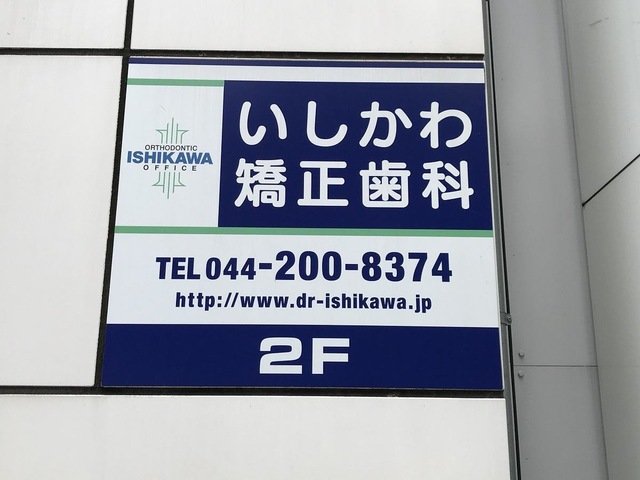 ORTHODONTIC
ISHIKAWA
OFFICE
いしかわ
矯正歯科
TEL 044-200-8374
http://www.dr-ishikawa.jp
2F